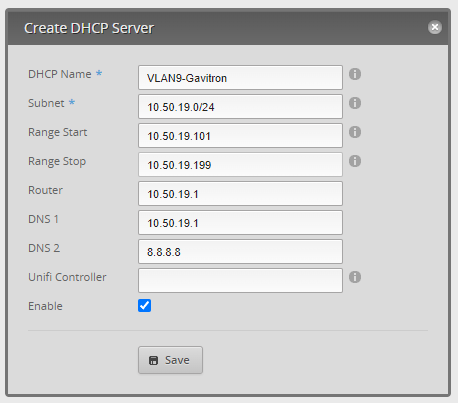 Create DHCP Server
DHCP Name * VLAN9-Gavitron
Subnet * 10.50.19.0/24
Range Start 10.50.19.101
Range Stop 10.50.19.199
Router 10.50.19.1
DNS 1 10.50.19.1
DNS 2 8.8.8.8
Unifi Controller
Enable
Save